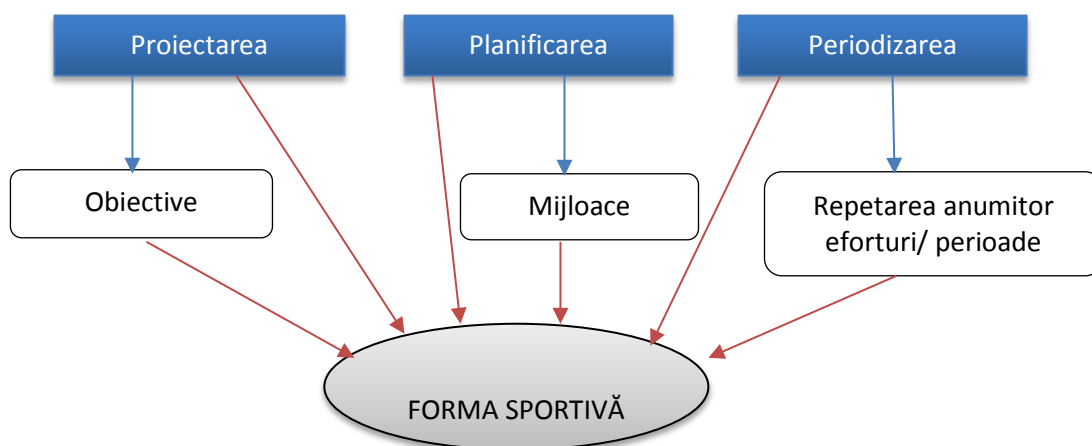 Proiectarea
Planificarea
Periodizarea
Obiective
Mijloace
Repetarea anumitor
eforturi/ perioade
FORMA SPORTIVĂ